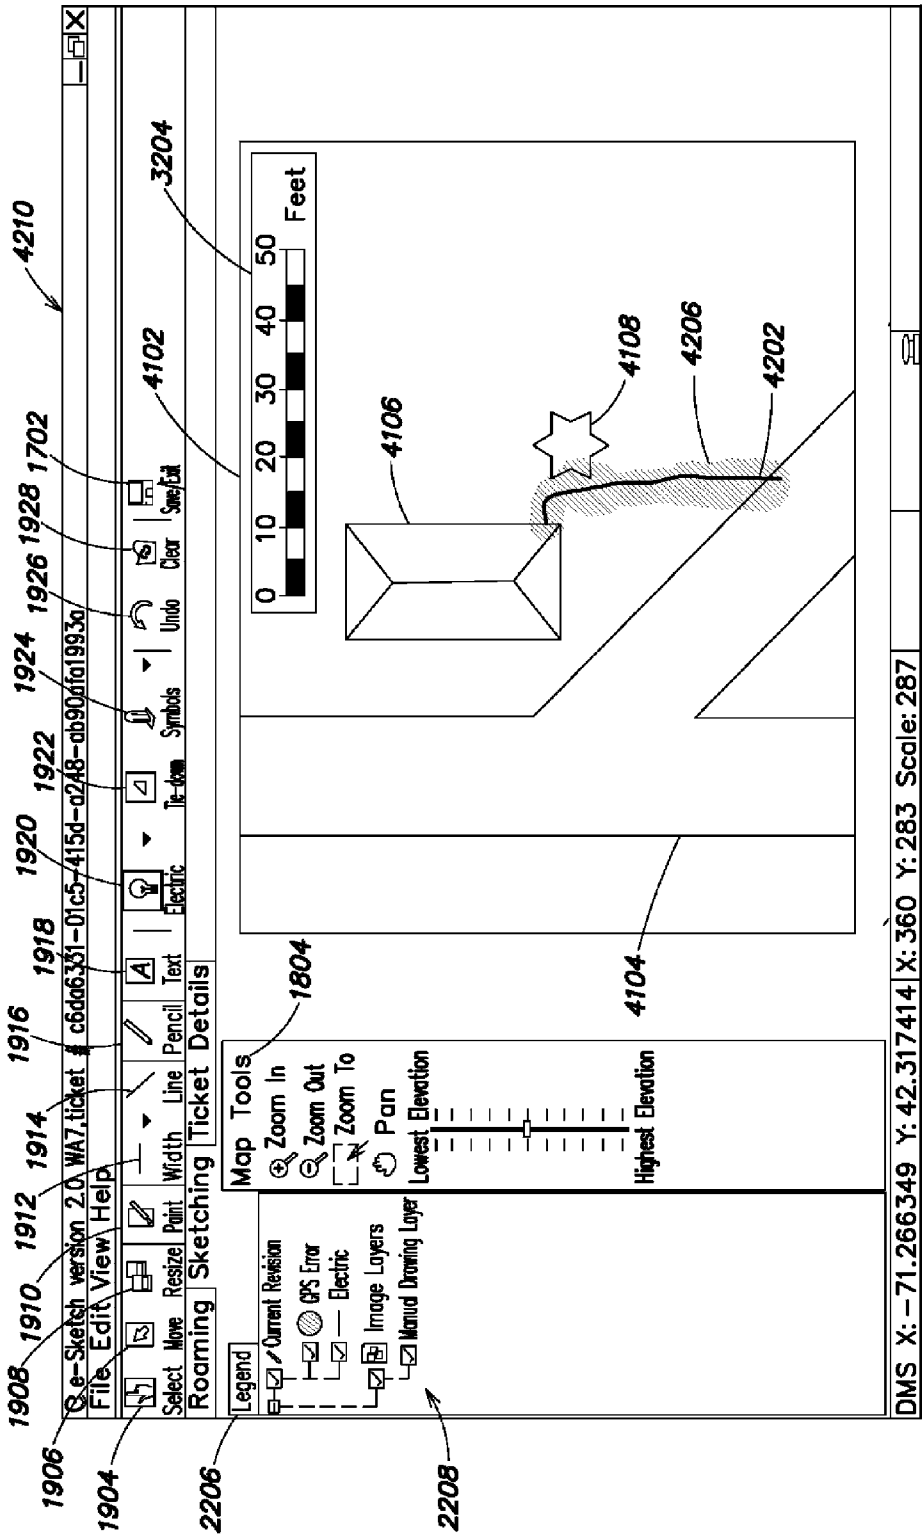 4210
e-Sketch version 2.0 WA7,ticket # c6da6331-01c5-415d-a248-ab90afa1993a
File Edit View Help
1904 1906 1908 1910 1912 1914 1916 1918 1920 1922 1924 1926 1928 1702
Select Move Resize Paint Width Line Pencil Text Electric Tie-down Symbols Undo Clear Save/Exit
Roaming Sketching Ticket Details
2206
Legend
Current Revision
GPS Error
Electric
Image Layers
Manual Drawing Layer
2208
Map Tools
1804
Zoom In
Zoom Out
Zoom To
Pan
Lowest Elevation
Highest Elevation
4102
3204
0 10 20 30 40 50 Feet
4106
4108
4206
4202
4104
DMS X: -71.266349 Y: 42.317414 X: 360 Y: 283 Scale: 287